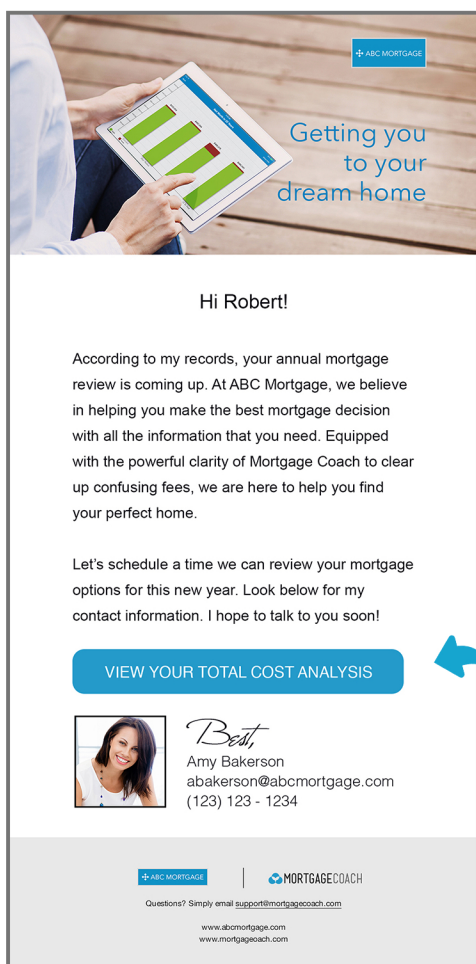 ABC MORTGAGE
Getting you
to your
dream home
Hi Robert!
According to my records, your annual mortgage
review is coming up. At ABC Mortgage, we believe
in helping you make the best mortgage decision
with all the information that you need. Equipped
with the powerful clarity of Mortgage Coach to clear
up confusing fees, we are here to help you find
your perfect home.
Let's schedule a time we can review your mortgage
options for this new year. Look below for my
contact information. I hope to talk to you soon!
VIEW YOUR TOTAL COST ANALYSIS
Best,
Amy Bakerson
abakerson@abcmortgage.com
(123) 123 - 1234
ABC MORTGAGE
MORTGAGECOACH
Questions? Simply email support@mortgagecoach.com
www.abcmortgage.com
www.mortgageoach.com